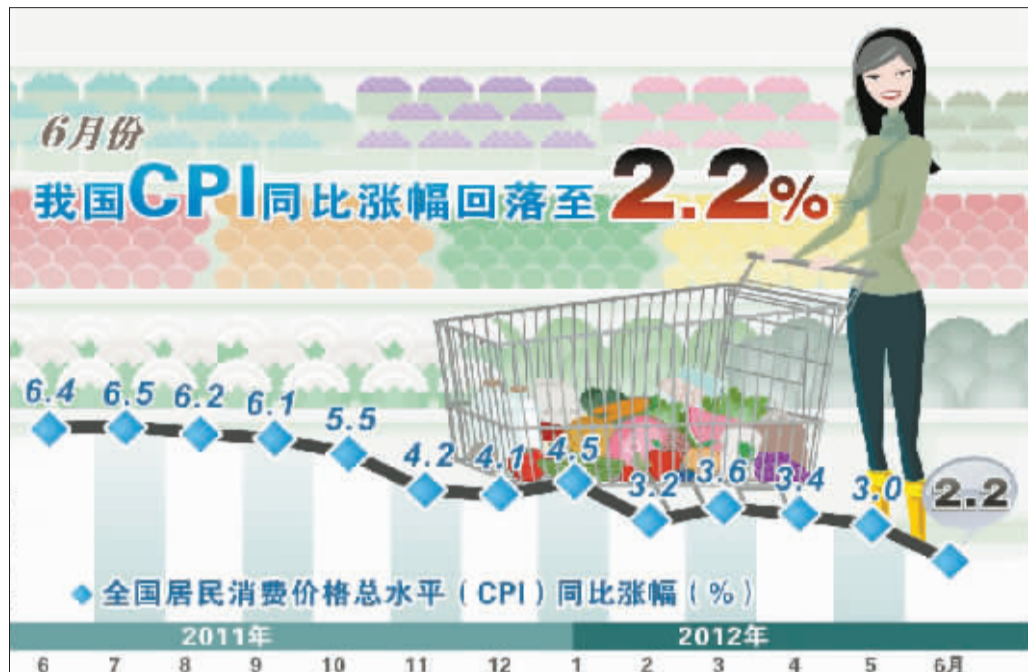 6月份
我国CPI同比涨幅回落至2.2%
6.4 6.5 6.2 6.1 5.5 4.2 4.1 4.5 3.2 3.6 3.4 3.0 2.2
全国居民消费价格总水平(CPI)同比涨幅(%)
2011年 2012年
6 7 8 9 10 11 12 1 2 3 4 5 6月